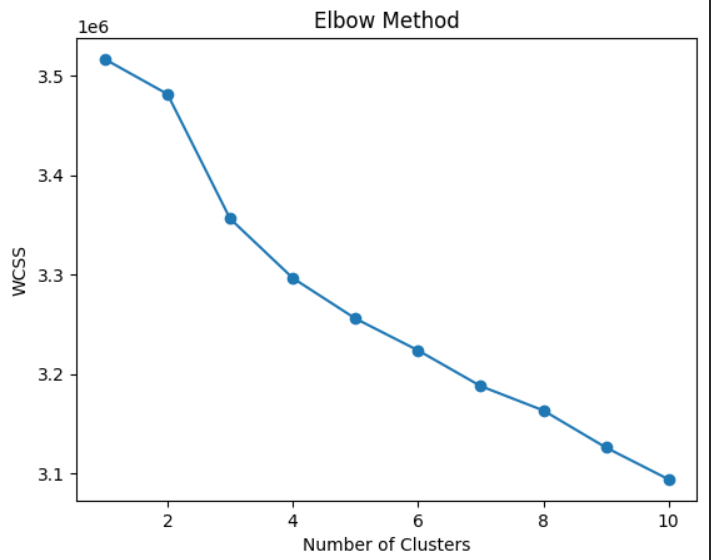 Elbow Method
1e6
3.5
3.4
3.3
3.2
3.1
WCSS
2 4 6 8 10
Number of Clusters